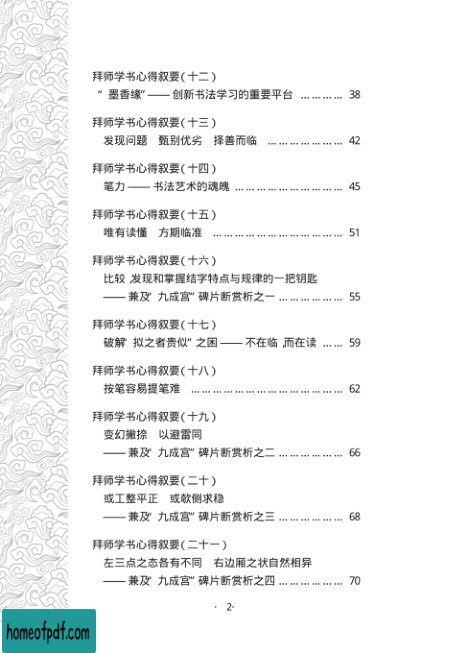 拜师学书心得叙要(十二)
“墨香缘”——创新书法学习的重要平台 ………… 38
拜师学书心得叙要(十三)
发现问题 甄别优劣 择善而临 ………………… 42
拜师学书心得叙要(十四)
笔力——书法艺术的魂魄 ………………………… 45
拜师学书心得叙要(十五)
唯有读懂 方期临准 ……………………………… 51
拜师学书心得叙要(十六)
比较,发现和掌握结字特点与规律的一把钥匙
——兼及“九成宫”碑片断赏析之一 ……………… 55
拜师学书心得叙要(十七)
破解“拟之者贵似”之困——不在临,而在读 …… 59
拜师学书心得叙要(十八)
按笔容易提笔难 …………………………………… 62
拜师学书心得叙要(十九)
变幻撇捺 以避雷同
——兼及“九成宫”碑片断赏析之二 ……………… 66
拜师学书心得叙要(二十)
或工整平正 或欹侧求稳
——兼及“九成宫”碑片断赏析之三 ……………… 68
拜师学书心得叙要(二十一)
左三点之态各有不同 右边厢之状自然相异
——兼及“九成宫”碑片断赏析之四 ……………… 70
· 2·
homeofpdf.com